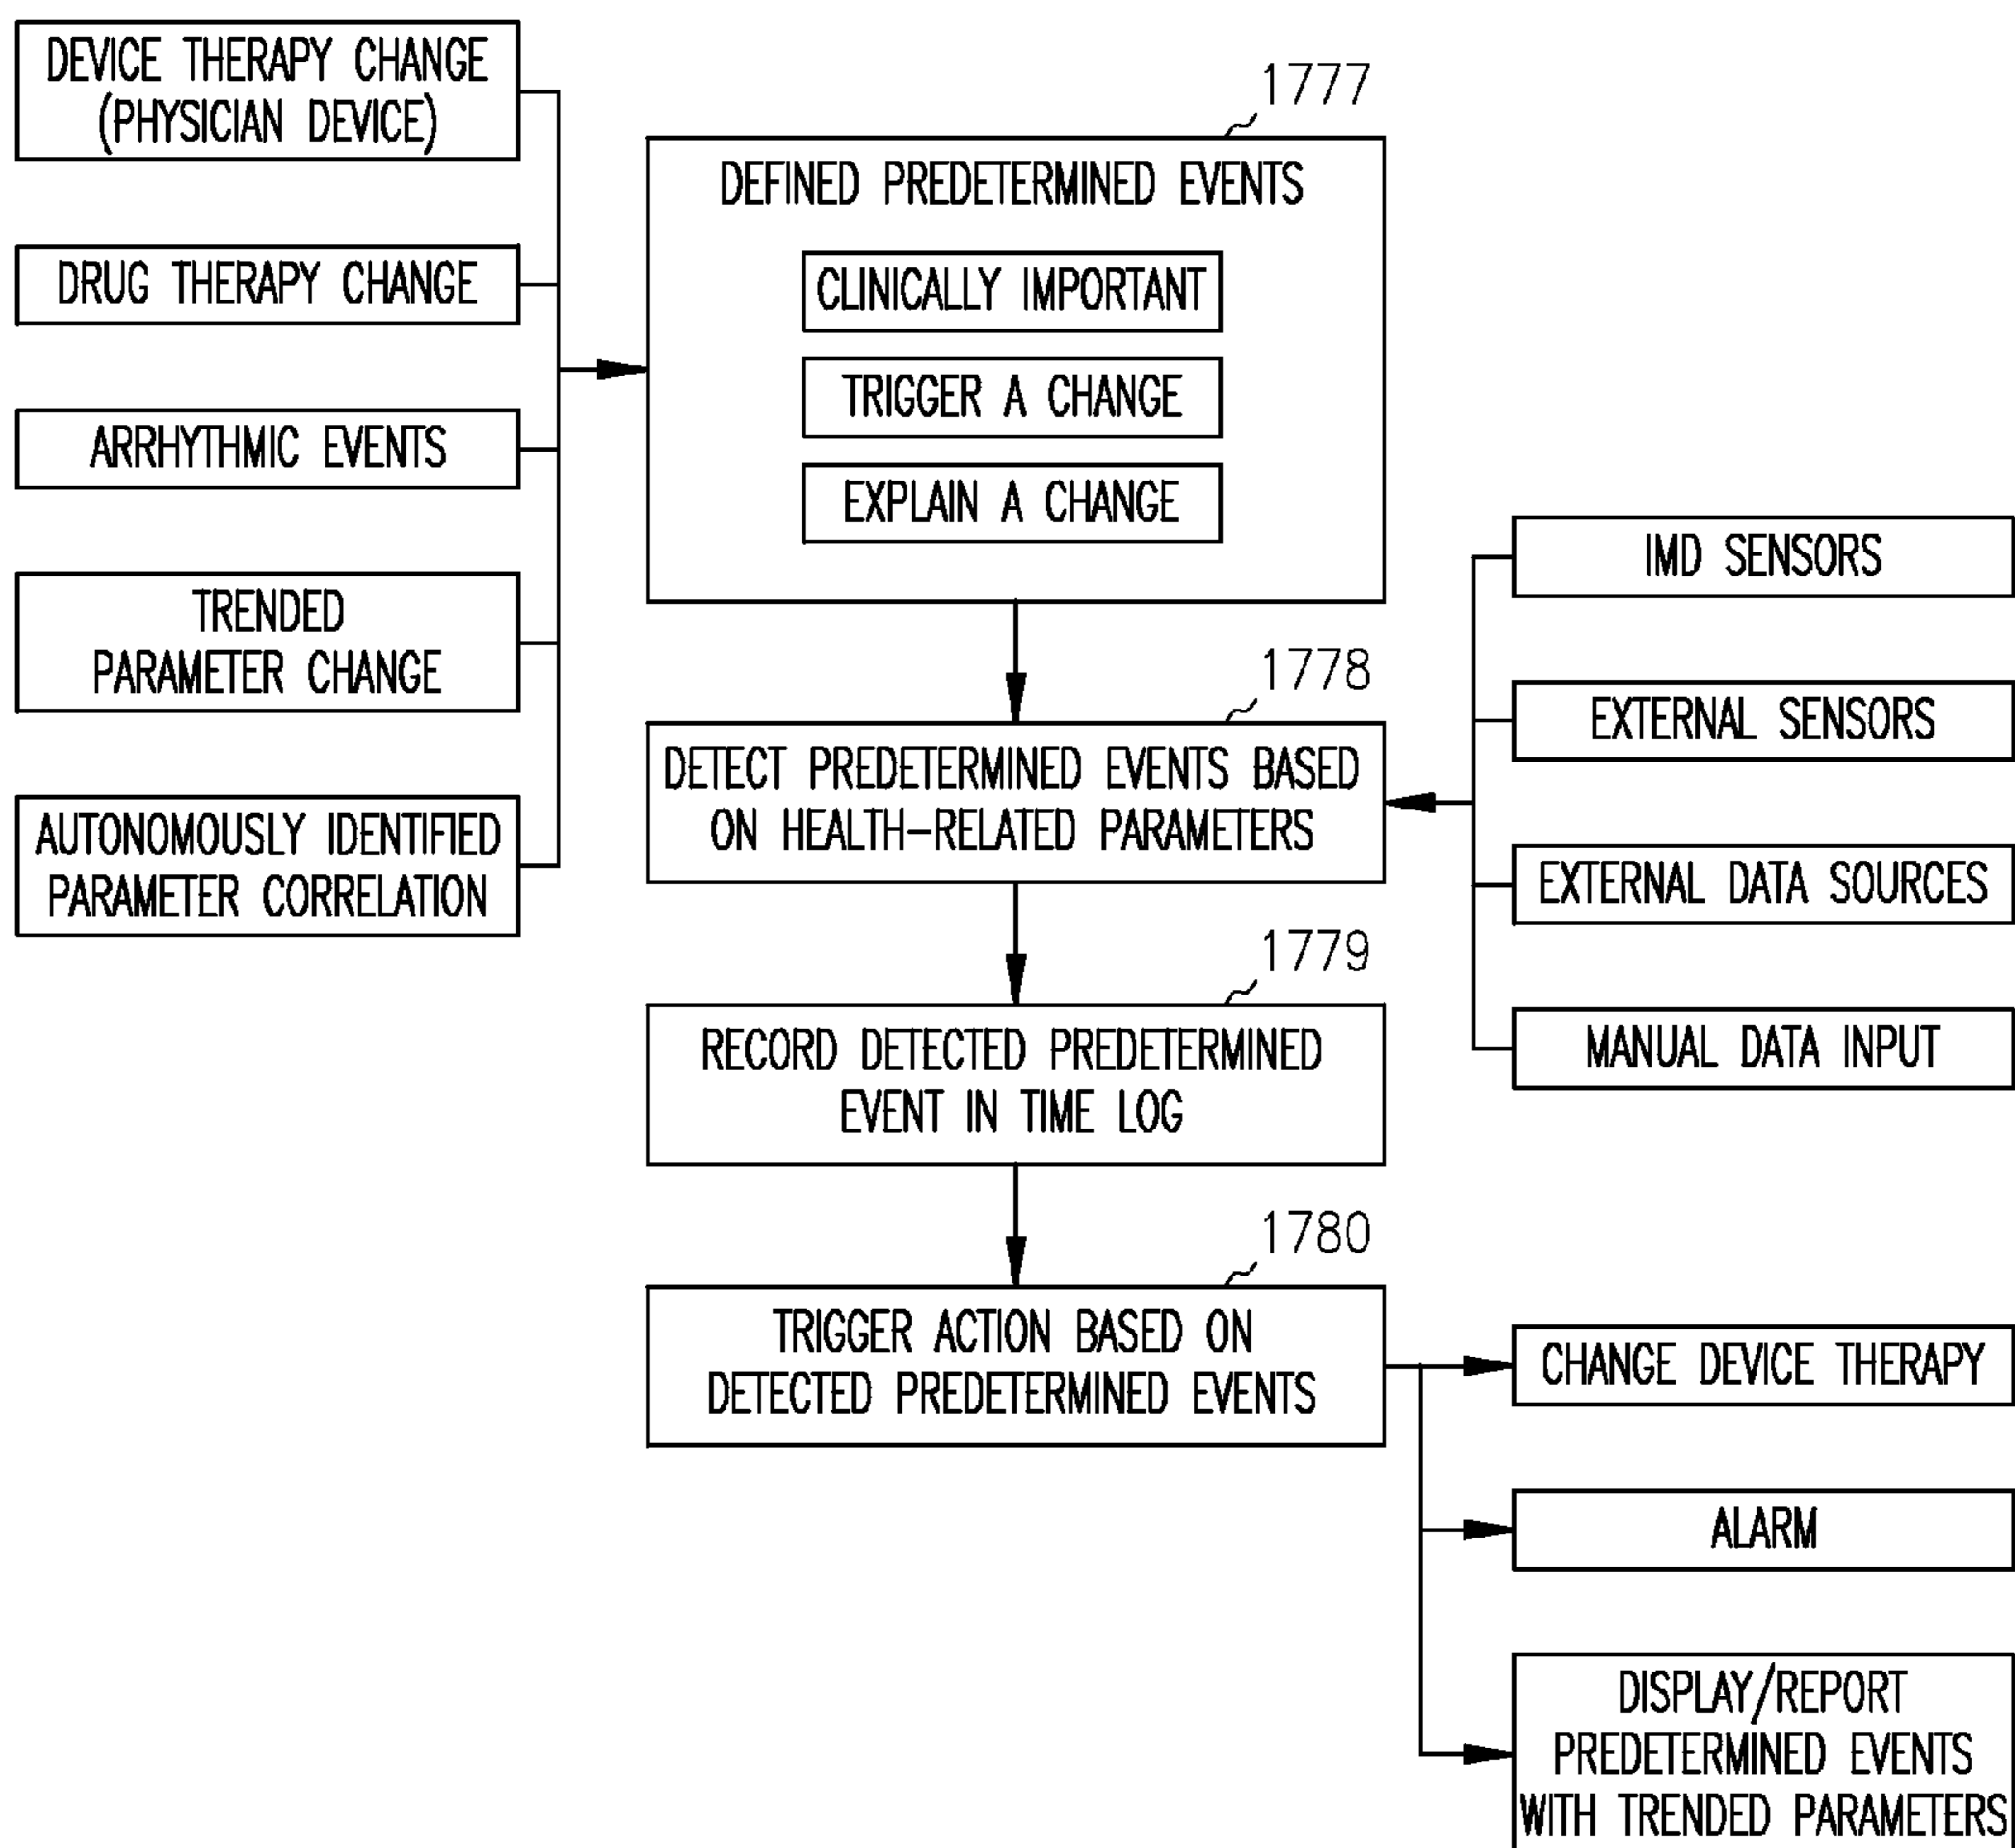 DEVICE THERAPY CHANGE
(PHYSICIAN DEVICE)
DRUG THERAPY CHANGE
ARRHYTHMIC EVENTS
TRENDED
PARAMETER CHANGE
AUTONOMOUSLY IDENTIFIED
PARAMETER CORRELATION
1777
DEFINED PREDETERMINED EVENTS
CLINICALLY IMPORTANT
TRIGGER A CHANGE
EXPLAIN A CHANGE
1778
DETECT PREDETERMINED EVENTS BASED
ON HEALTH-RELATED PARAMETERS
IMD SENSORS
EXTERNAL SENSORS
EXTERNAL DATA SOURCES
MANUAL DATA INPUT
1779
RECORD DETECTED PREDETERMINED
EVENT IN TIME LOG
1780
TRIGGER ACTION BASED ON
DETECTED PREDETERMINED EVENTS
CHANGE DEVICE THERAPY
ALARM
DISPLAY/REPORT
PREDETERMINED EVENTS
WITH TRENDED PARAMETERS